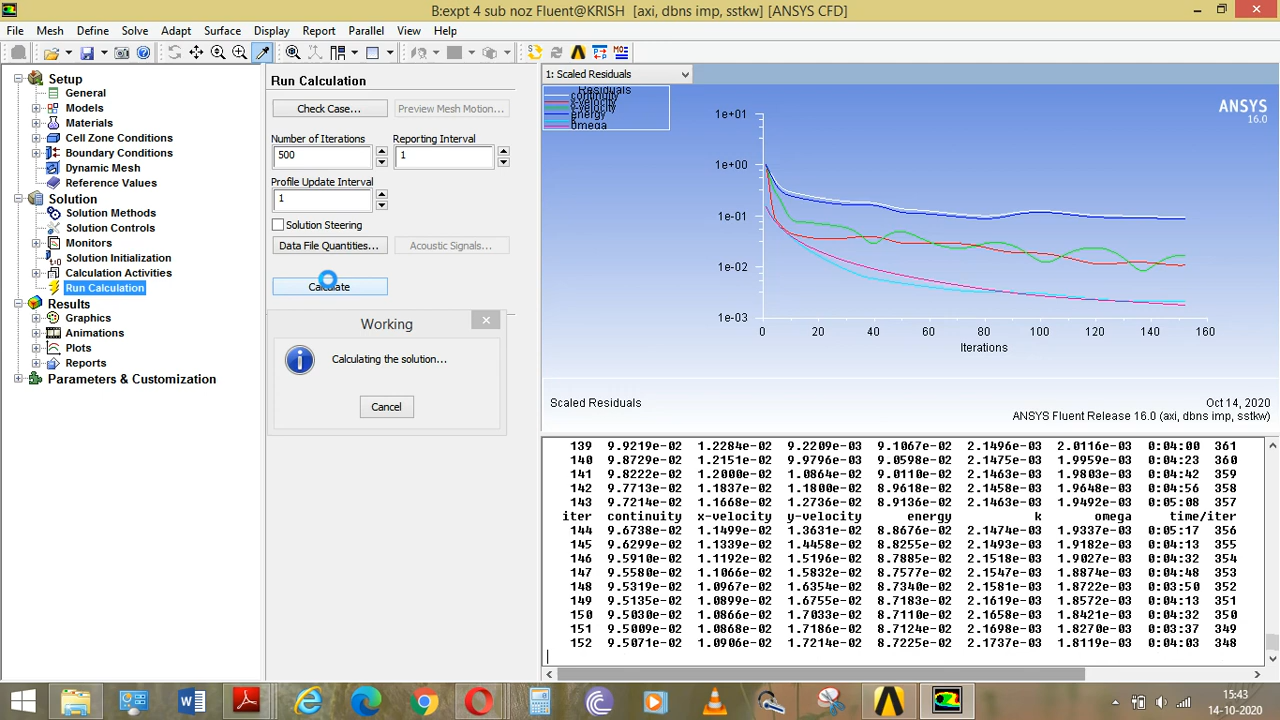 B:expt 4 sub noz Fluent@KRISH [axi, dbns imp, sstkw] [ANSYS CFD]
File Mesh Define Solve Adapt Surface Display Report Parallel View Help
Setup
General
Models
Materials
Cell Zone Conditions
Boundary Conditions
Dynamic Mesh
Reference Values
Solution
Solution Methods
Solution Controls
Monitors
Solution Initialization
Calculation Activities
Run Calculation
Results
Graphics
Animations
Plots
Reports
Parameters & Customization
Run Calculation
Check Case... Preview Mesh Motion...
Number of Iterations Reporting Interval
500 1
Profile Update Interval
1
Solution Steering
Data File Quantities... Acoustic Signals...
Calculate
Working
Calculating the solution...
Cancel
1: Scaled Residuals
Residuals
continuity
x-velocity
y-velocity
energy
k
omega
ANSYS
16.0
1e+01
1e+00
1e-01
1e-02
1e-03
0 20 40 60 80 100 120 140 160
Iterations
Scaled Residuals Oct 14, 2020
ANSYS Fluent Release 16.0 (axi, dbns imp, sstkw)
139 9.9219e-02 1.2284e-02 9.2209e-03 9.1067e-02 2.1496e-03 2.0116e-03 0:04:00 361
140 9.8729e-02 1.2151e-02 9.9796e-03 9.0598e-02 2.1475e-03 1.9959e-03 0:04:23 360
141 9.8222e-02 1.2000e-02 1.0864e-02 9.0110e-02 2.1463e-03 1.9803e-03 0:04:42 359
142 9.7713e-02 1.1837e-02 1.1800e-02 8.9618e-02 2.1458e-03 1.9648e-03 0:04:56 358
143 9.7214e-02 1.1668e-02 1.2736e-02 8.9136e-02 2.1463e-03 1.9492e-03 0:05:08 357
iter continuity x-velocity y-velocity energy k omega time/iter
144 9.6738e-02 1.1499e-02 1.3631e-02 8.8676e-02 2.1474e-03 1.9337e-03 0:05:17 356
145 9.6299e-02 1.1339e-02 1.4458e-02 8.8255e-02 2.1493e-03 1.9182e-03 0:04:13 355
146 9.5910e-02 1.1192e-02 1.5196e-02 8.7885e-02 2.1518e-03 1.9028e-03 0:04:32 354
147 9.5580e-02 1.1066e-02 1.5832e-02 8.7577e-02 2.1547e-03 1.8874e-03 0:04:48 353
148 9.5319e-02 1.0967e-02 1.6354e-02 8.7340e-02 2.1581e-03 1.8722e-03 0:03:50 352
149 9.5135e-02 1.0899e-02 1.6755e-02 8.7183e-02 2.1619e-03 1.8572e-03 0:04:13 351
150 9.5030e-02 1.0866e-02 1.7033e-02 8.7110e-02 2.1658e-03 1.8421e-03 0:04:32 350
151 9.5009e-02 1.0868e-02 1.7186e-02 8.7124e-02 2.1698e-03 1.8270e-03 0:03:37 349
152 9.5071e-02 1.0906e-02 1.7214e-02 8.7225e-02 2.1737e-03 1.8119e-03 0:04:03 348
15:43
14-10-2020